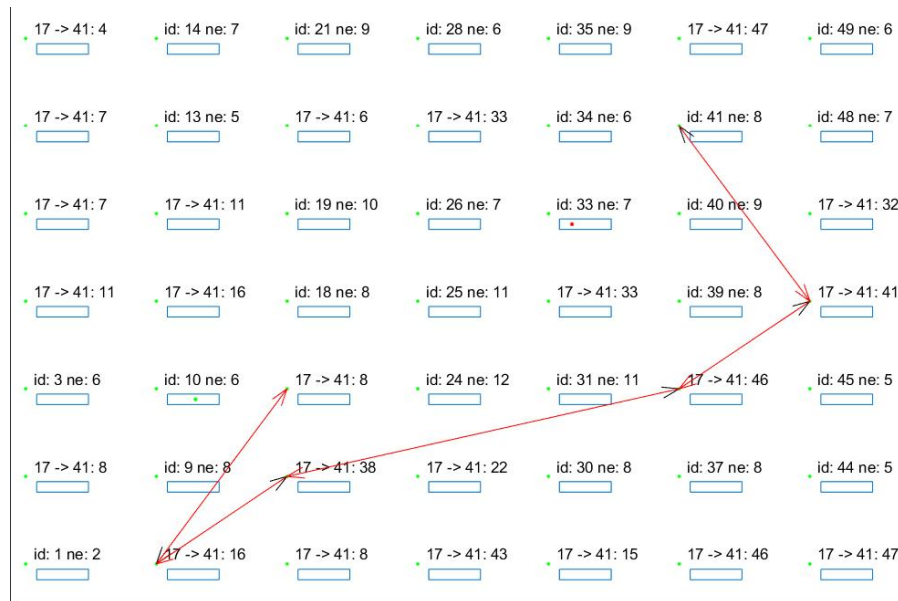 17 -> 41: 4 id: 14 ne: 7 id: 21 ne: 9 id: 28 ne: 6 id: 35 ne: 9 17 -> 41: 47 id: 49 ne: 6
17 -> 41: 7 id: 13 ne: 5 17 -> 41: 6 17 -> 41: 33 id: 34 ne: 6 id: 41 ne: 8 id: 48 ne: 7
17 -> 41: 7 17 -> 41: 11 id: 19 ne: 10 id: 26 ne: 7 id: 33 ne: 7 id: 40 ne: 9 17 -> 41: 32
17 -> 41: 11 17 -> 41: 16 id: 18 ne: 8 id: 25 ne: 11 17 -> 41: 33 id: 39 ne: 8 17 -> 41: 41
id: 3 ne: 6 id: 10 ne: 6 17 -> 41: 8 id: 24 ne: 12 id: 31 ne: 11 17 -> 41: 46 id: 45 ne: 5
17 -> 41: 8 id: 9 ne: 8 17 -> 41: 38 17 -> 41: 22 id: 30 ne: 8 id: 37 ne: 8 id: 44 ne: 5
id: 1 ne: 2 17 -> 41: 16 17 -> 41: 8 17 -> 41: 43 17 -> 41: 15 17 -> 41: 46 17 -> 41: 47